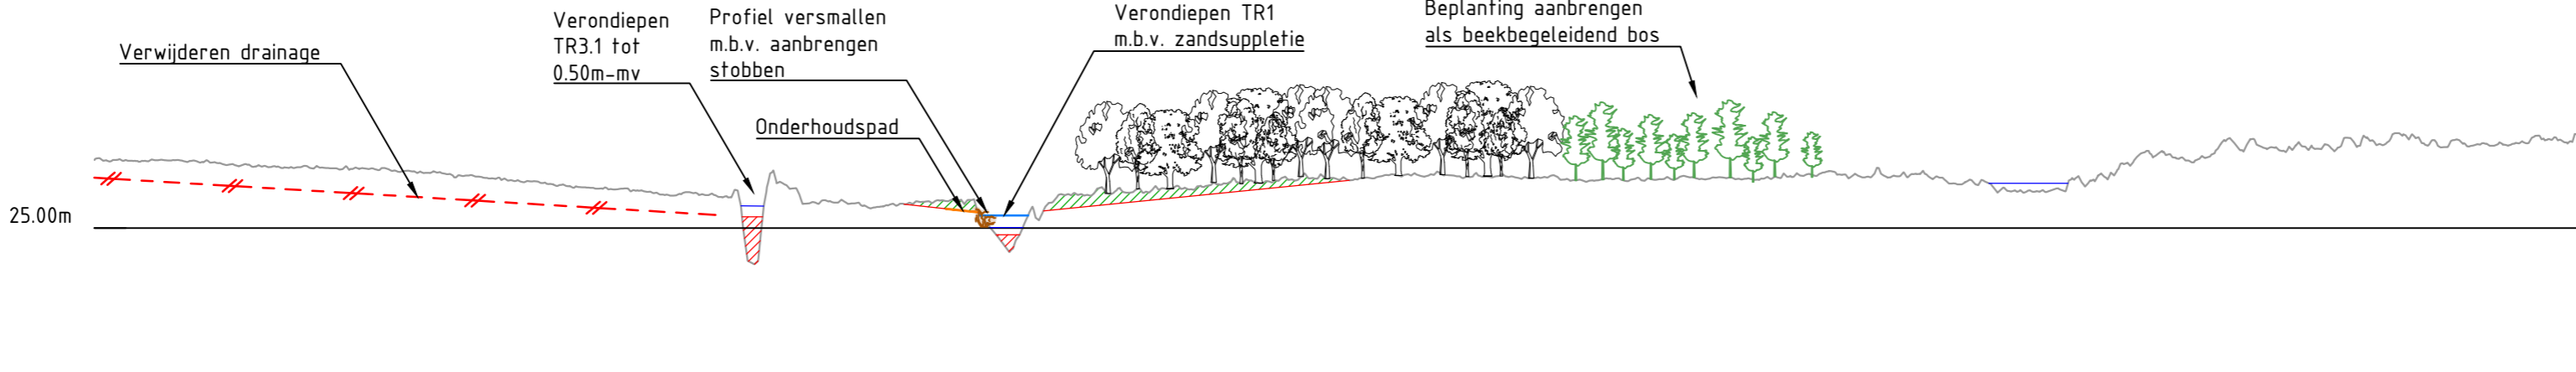 Verwijderen drainage
Verondiepen
TR3.1 tot
0.50m-mv
Profiel versmallen
m.b.v. aanbrengen
stobben
Onderhoudspad
Verondiepen TR1
m.b.v. zandsuppletie
Beplanting aanbrengen
als beekbegeleidend bos
25.00m